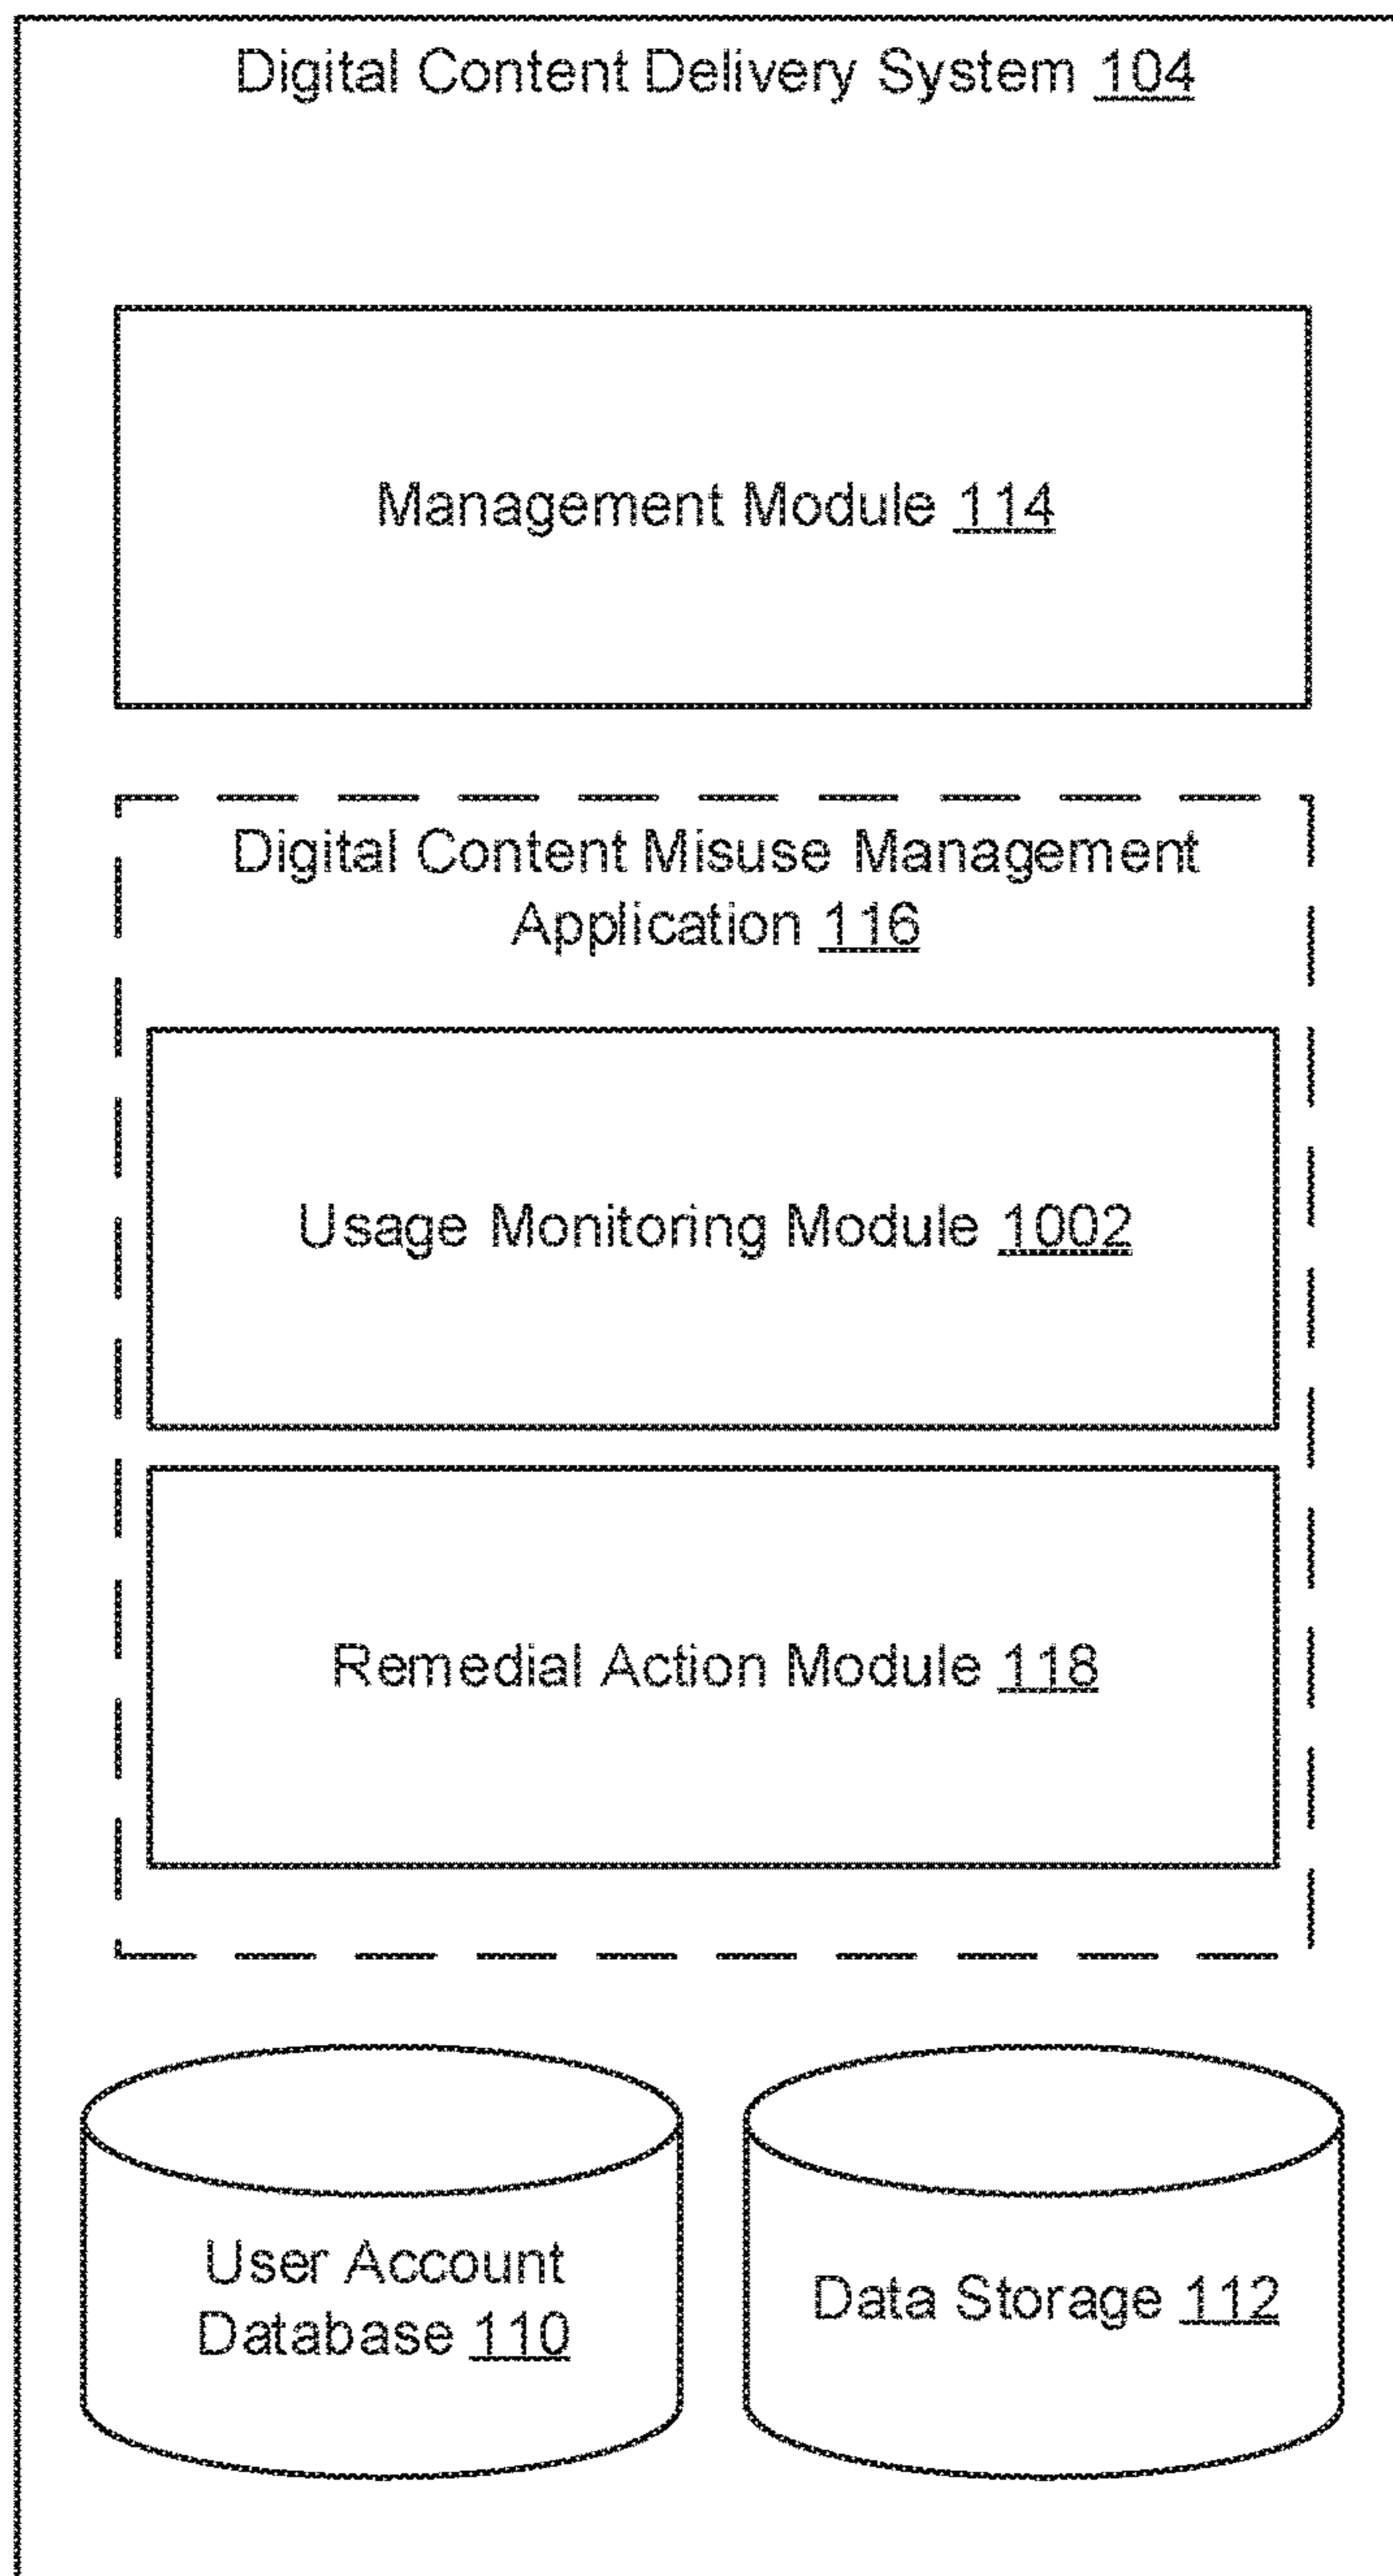 Digital Content Delivery System 104
Management Module 114
Digital Content Misuse Management
Application 116
Usage Monitoring Module 1002
Remedial Action Module 118
User Account
Database 110
Data Storage 112